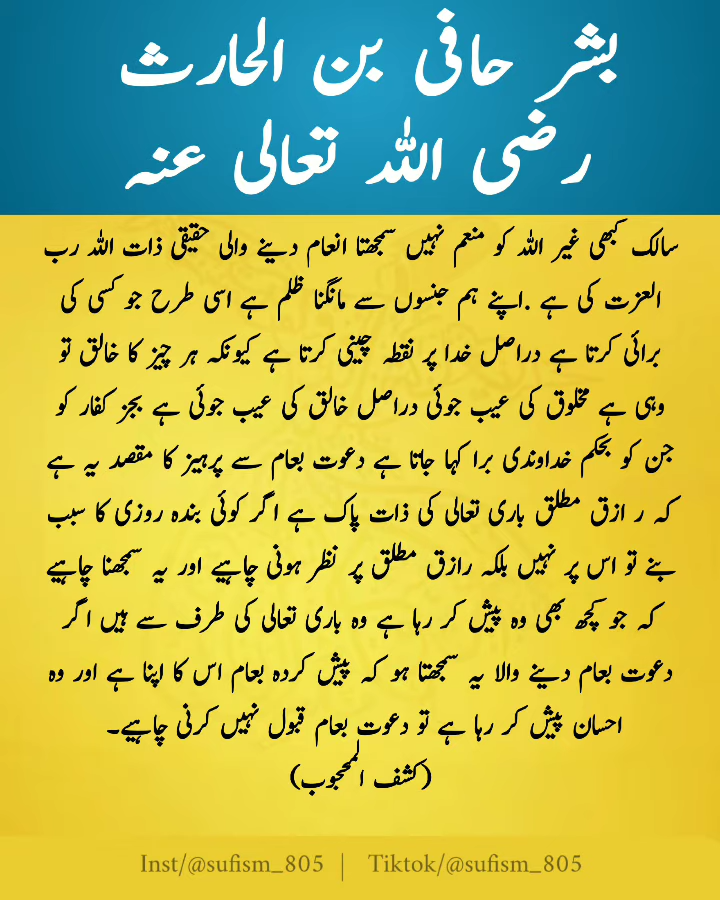 بشر حافی بن الحارث
رضی اللہ تعالی عنہ
سالک کبھی غیر اللہ کو منعم نہیں سمجھتا انعام دینے والی حقیقی ذات اللہ رب
العزت کی ہے .اپنے ہم جنسوں سے مانگنا ظلم ہے اسی طرح جو کسی کی
برائی کرتا ہے دراصل خدا پر نقطہ چینی کرتا ہے کیونکہ ہر چیز کا خالق تو
وہی ہے مخلوق کی عیب جوئی دراصل خالق کی عیب جوئی ہے بجز کفار کو
جن کو بحکم خداوندی برا کہا جاتا ہے دعوت بعام سے پرہیز کا مقصد یہ ہے
کہ ر ازق مطلق باری تعالی کی ذات پاک ہے اگر کوئی بندہ روزی کا سبب
بنے تو اس پر نہیں بلکہ رازق مطلق پر نظر ہونی چاہیے اور یہ سمجھنا چاہیے
کہ جو کچھ بھی وہ پیش کر رہا ہے وہ باری تعالی کی طرف سے ہیں اگر
دعوت بعام دینے والا یہ سمجھتا ہو کہ پیش کردہ بعام اس کا اپنا ہے اور وہ
احسان پیش کر رہا ہے تو دعوت بعام قبول نہیں کرنی چاہیے۔
(کشف المحجوب)
Inst/@sufism_805 | Tiktok/@sufism_805